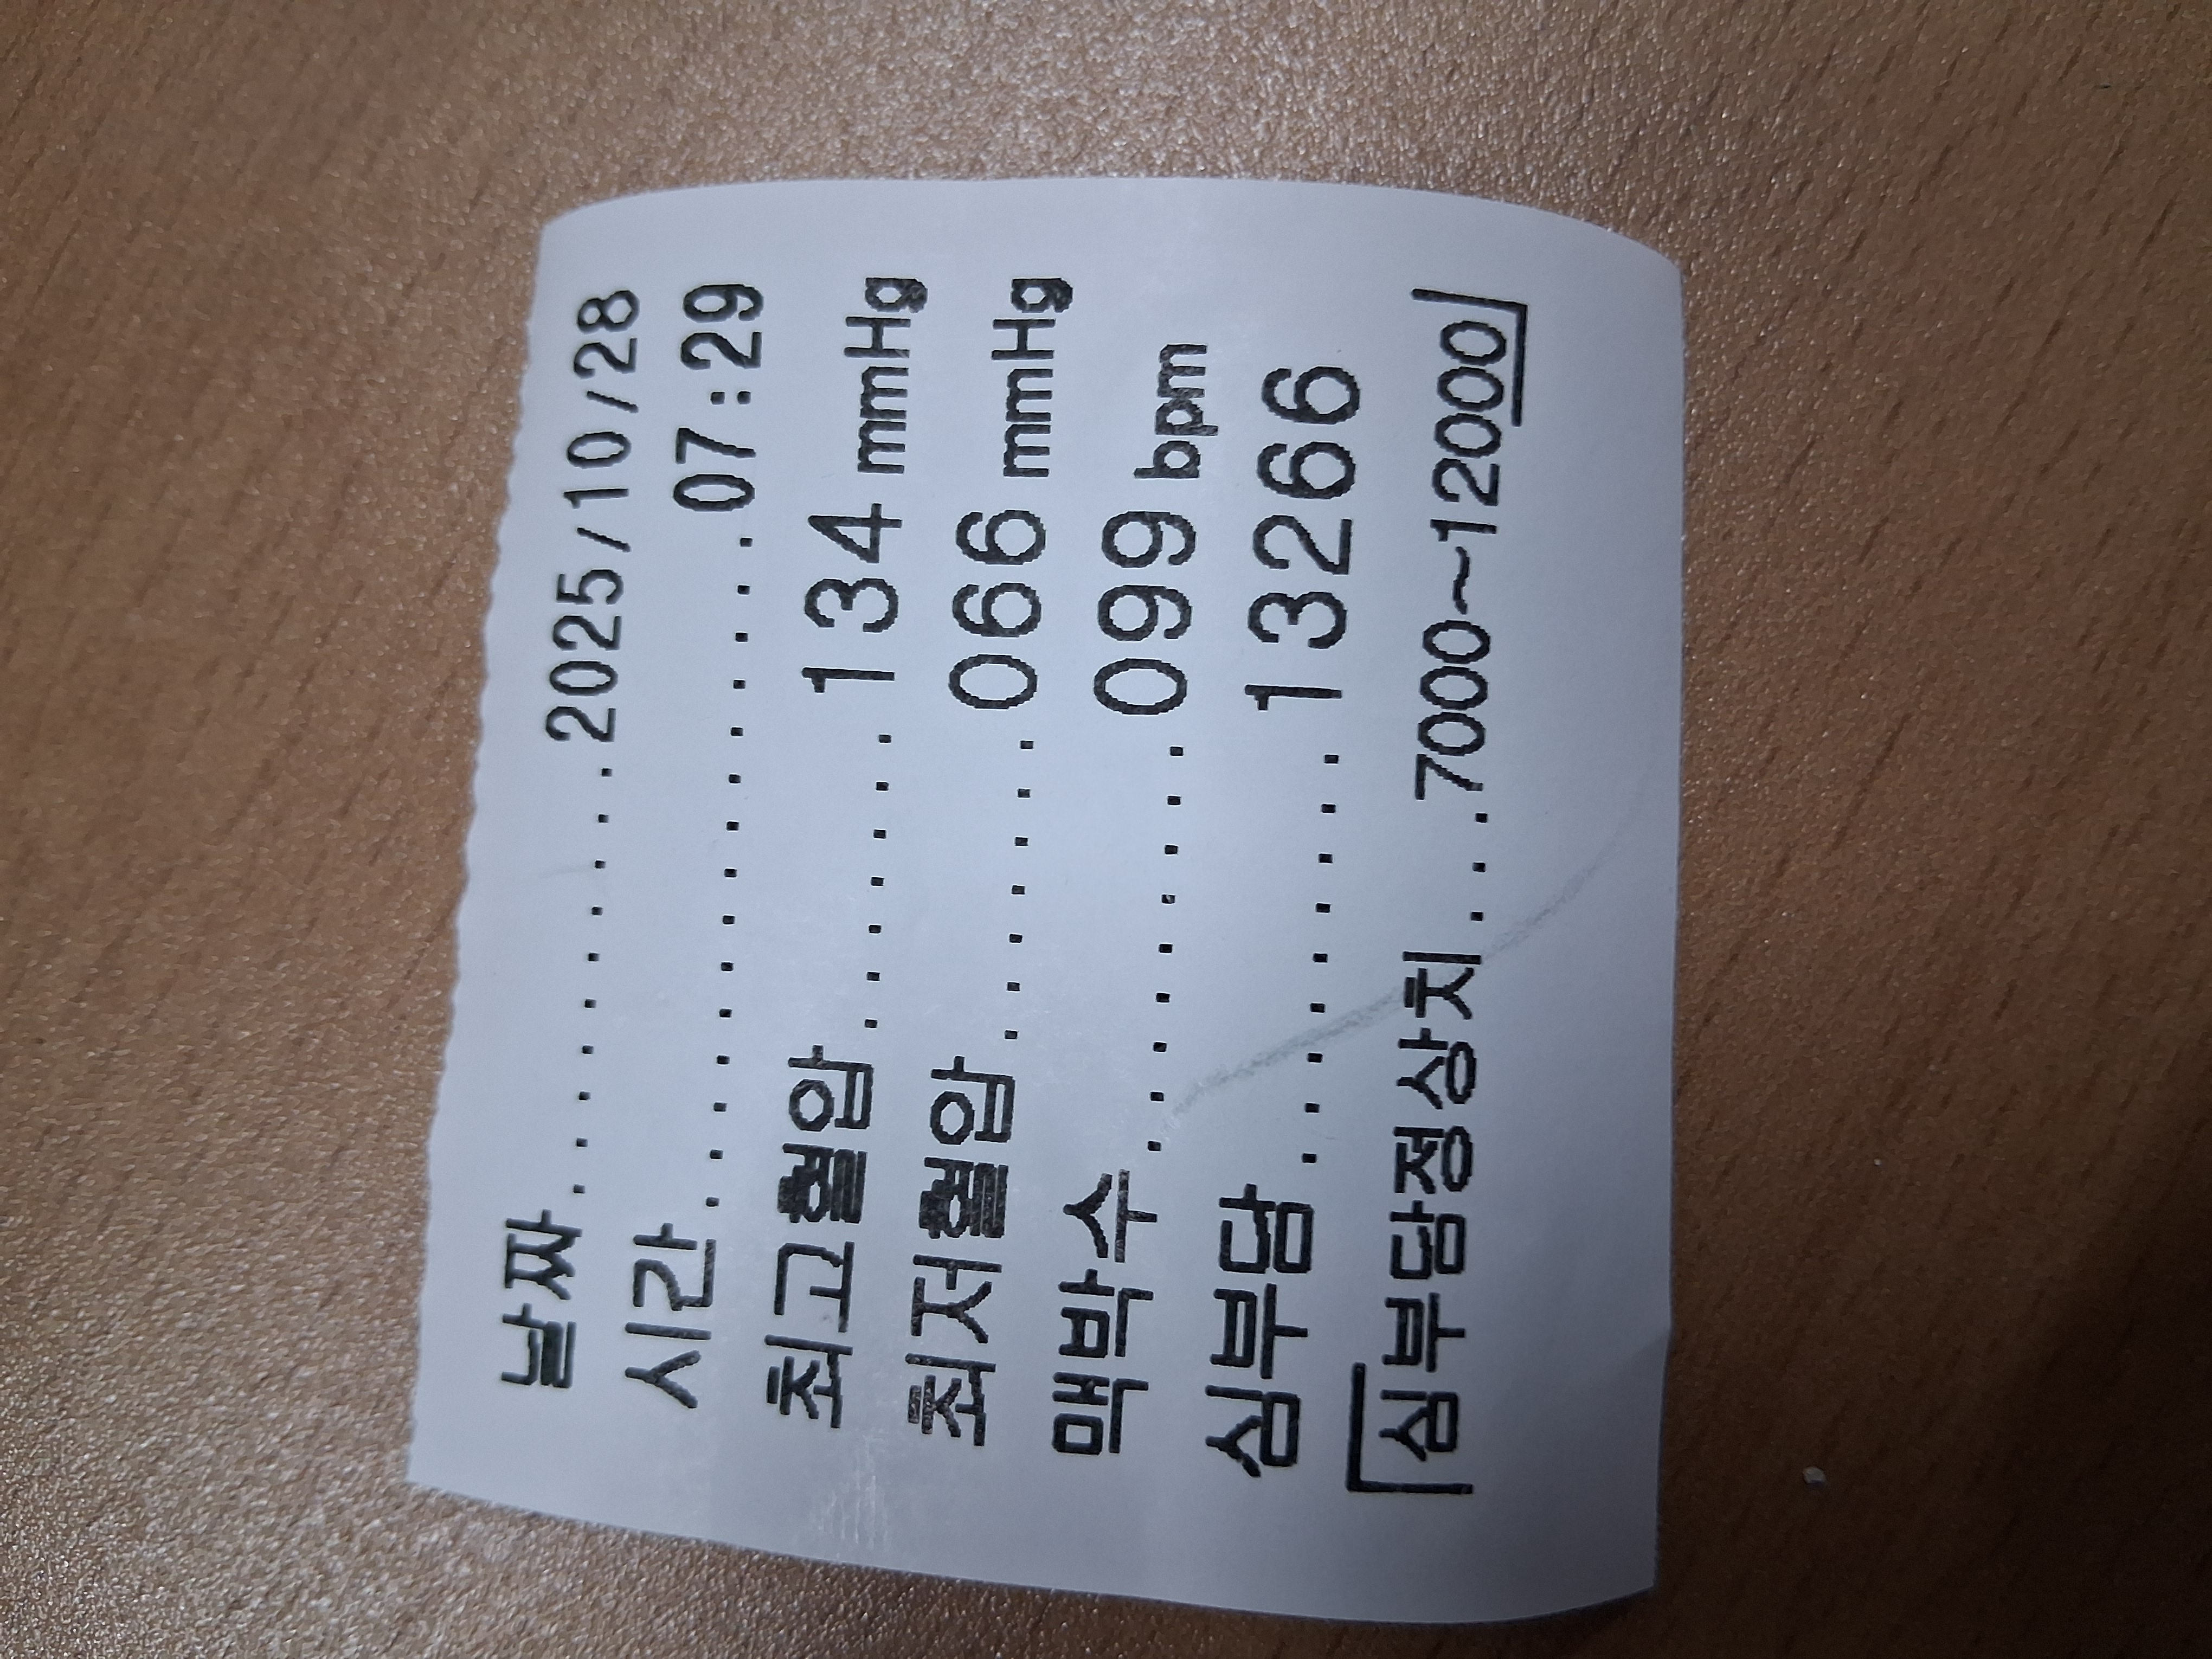 날짜.............2025/10/28
시간...............07:29
최고혈압.......134 mmHg
최저혈압.......066 mmHg
맥박수.........099 bpm
심부담.........13266
「심부담정상치...7000~12000」